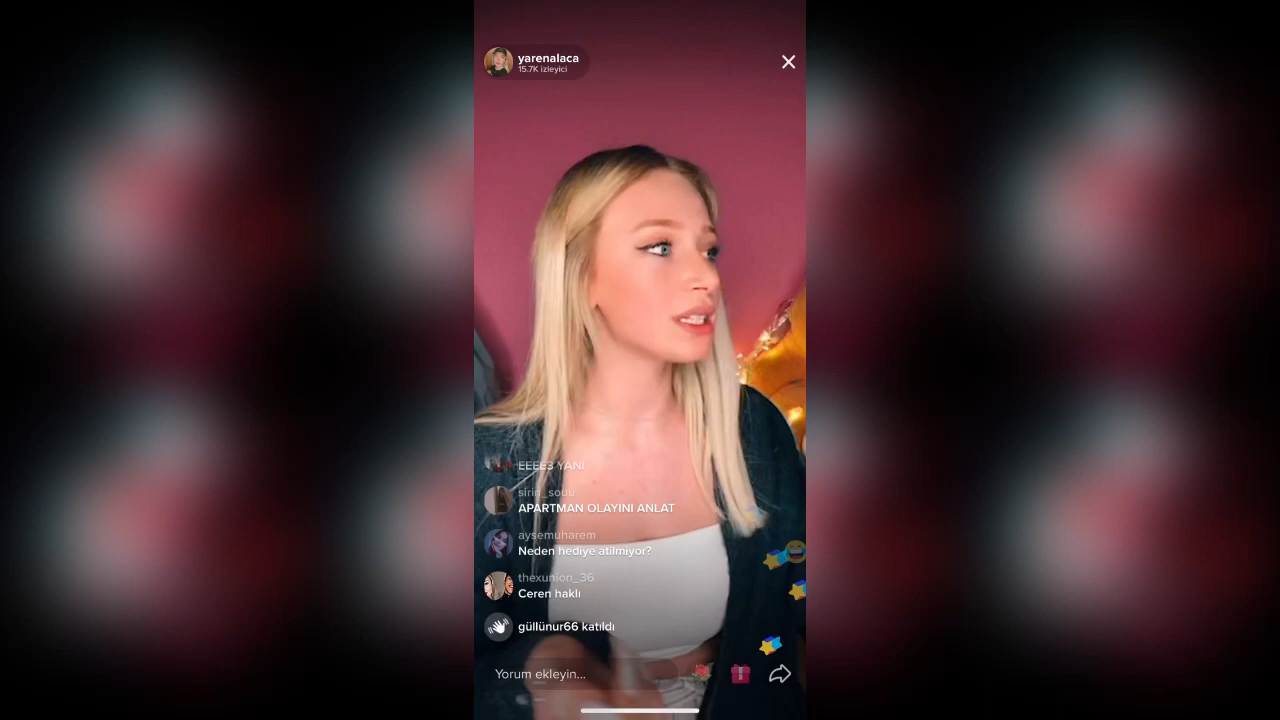 yarenalaca
15.7K izleyici
EEEE3 YANİ
sirin_souu
APARTMAN OLAYINI ANLAT
aysemuharem
Neden hediye atilmiyor?
thexunion_36
Ceren haklı
güllünur66 katıldı
Yorum ekleyin...